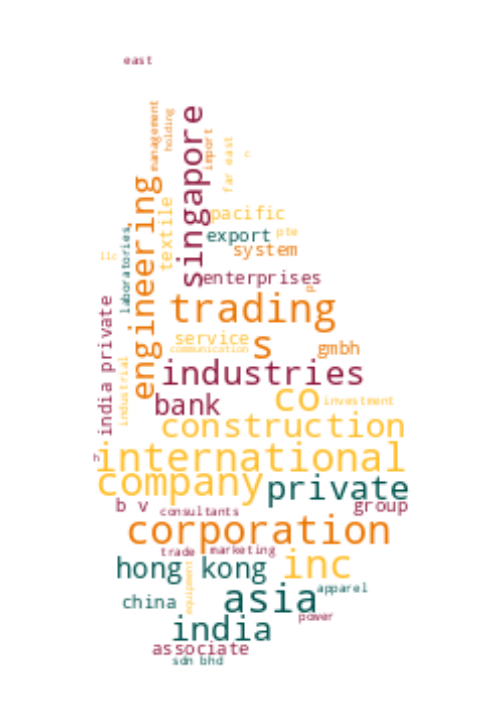 east
management
holding
singapore
import
far east
n
engineering
textile
pacific
laboratories
export
pte
system
llc
enterprises
p
india private
trading
service
s
communication
gmbh
industrial
industries
bank
co
investment
construction
h
international
company
private
b v
consultants
group
corporation
trade
marketing
hong kong
inc
equipment
asia
apparel
china
power
india
associate
sdn bhd